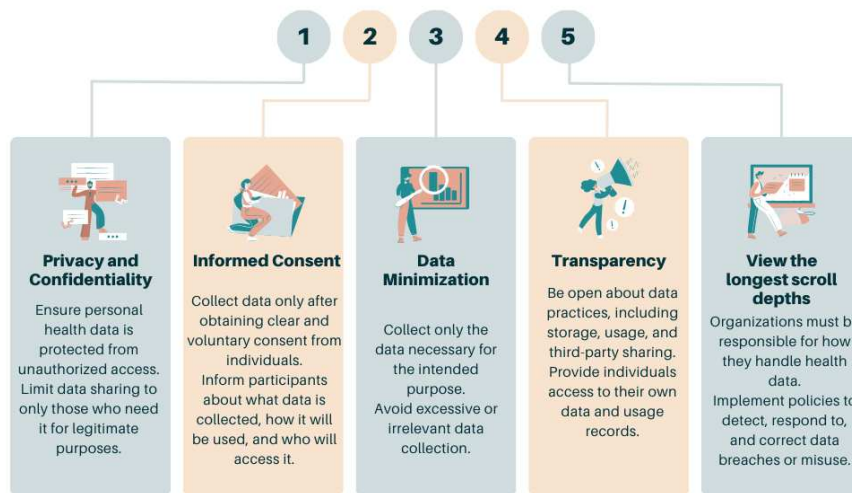 1 2 3 4 5
Privacy and
Confidentiality
Ensure personal
health data is
protected from
unauthorized access.
Limit data sharing to
only those who need
it for legitimate
purposes.
Informed Consent
Collect data only after
obtaining clear and
voluntary consent from
individuals.
Inform participants
about what data is
collected, how it will
be used, and who will
access it.
Data
Minimization
Collect only the
data necessary for
the intended
purpose.
Avoid excessive or
irrelevant data
collection.
Transparency
Be open about data
practices, including
storage, usage, and
third-party sharing.
Provide individuals
access to their own
data and usage
records.
View the
longest scroll
depths
Organizations must b
responsible for how
they handle health
data.
Implement policies to
detect, respond to,
and correct data
breaches or misuse.